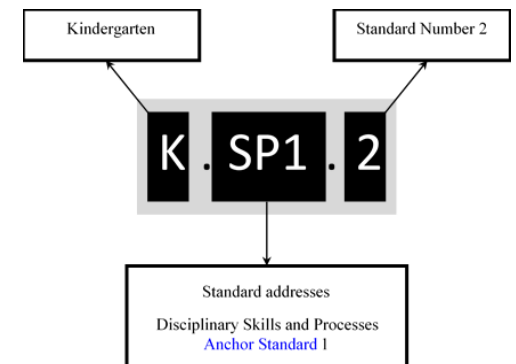 Kindergarten
Standard Number 2
K . SP1 . 2
Standard addresses
Disciplinary Skills and Processes
Anchor Standard 1